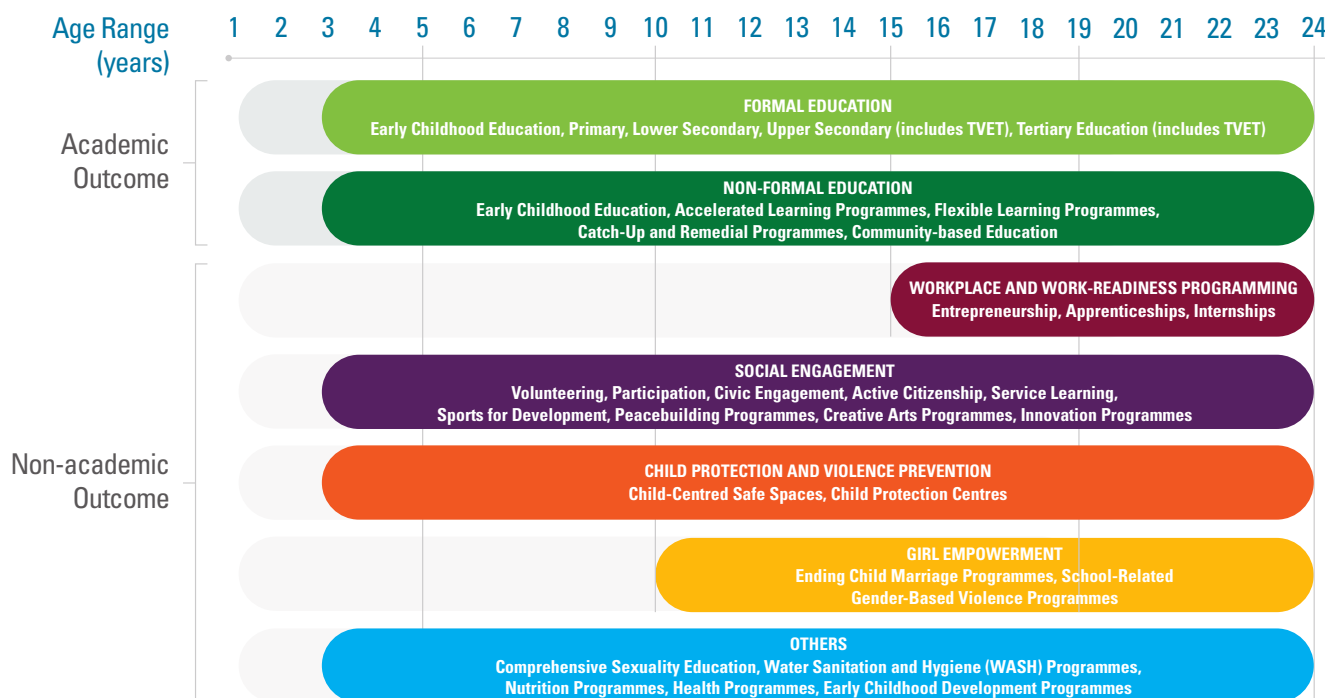 Age Range
(years)
1 2 3 4 5 6 7 8 9 10 11 12 13 14 15 16 17 18 19 20 21 22 23 24
Academic
Outcome
FORMAL EDUCATION
Early Childhood Education, Primary, Lower Secondary, Upper Secondary (includes TVET), Tertiary Education (includes TVET)
NON-FORMAL EDUCATION
Early Childhood Education, Accelerated Learning Programmes, Flexible Learning Programmes,
Catch-Up and Remedial Programmes, Community-based Education
Non-academic
Outcome
WORKPLACE AND WORK-READINESS PROGRAMMING
Entrepreneurship, Apprenticeships, Internships
SOCIAL ENGAGEMENT
Volunteering, Participation, Civic Engagement, Active Citizenship, Service Learning,
Sports for Development, Peacebuilding Programmes, Creative Arts Programmes, Innovation Programmes
CHILD PROTECTION AND VIOLENCE PREVENTION
Child-Centred Safe Spaces, Child Protection Centres
GIRL EMPOWERMENT
Ending Child Marriage Programmes, School-Related
Gender-Based Violence Programmes
OTHERS
Comprehensive Sexuality Education, Water Sanitation and Hygiene (WASH) Programmes,
Nutrition Programmes, Health Programmes, Early Childhood Development Programmes